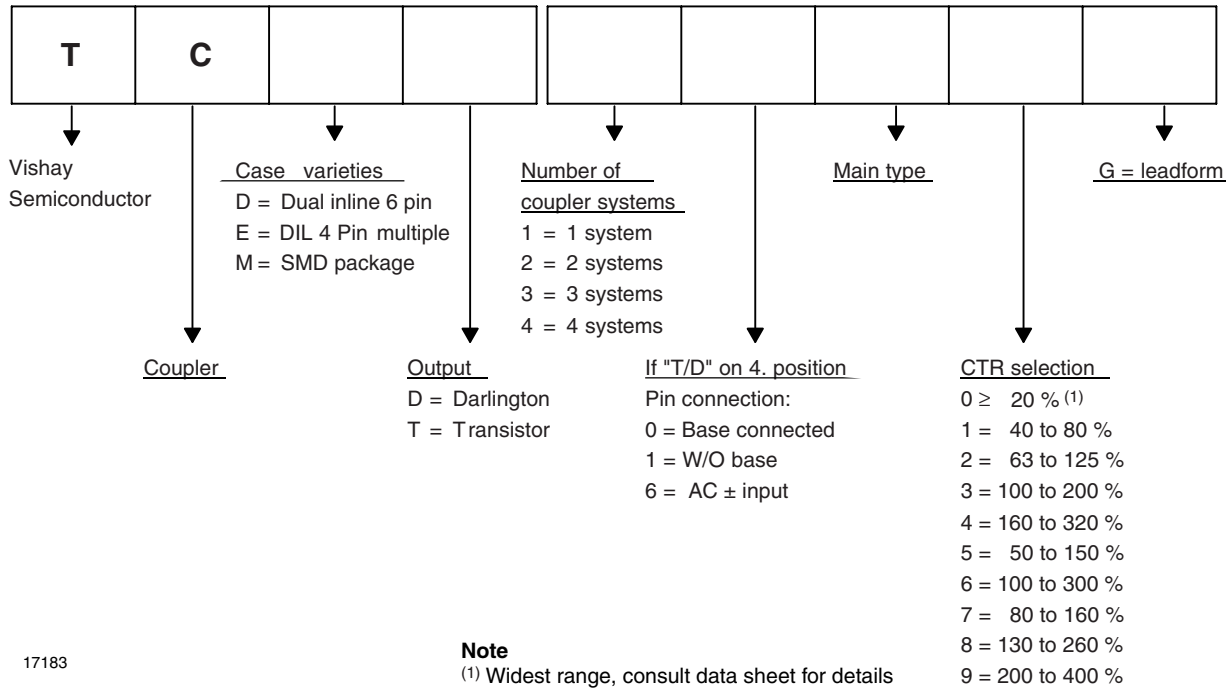 T C
Vishay
Semiconductor
Coupler
Case varieties
D = Dual inline 6 pin
E = DIL 4 Pin multiple
M = SMD package
Output
D = Darlington
T = Transistor
Number of
coupler systems
1 = 1 system
2 = 2 systems
3 = 3 systems
4 = 4 systems
If "T/D" on 4. position
Pin connection:
0 = Base connected
1 = W/O base
6 = AC ± input
Main type
CTR selection
0 ≥ 20 % (1)
1 = 40 to 80 %
2 = 63 to 125 %
3 = 100 to 200 %
4 = 160 to 320 %
5 = 50 to 150 %
6 = 100 to 300 %
7 = 80 to 160 %
8 = 130 to 260 %
9 = 200 to 400 %
G = leadform
17183
Note
(1) Widest range, consult data sheet for details